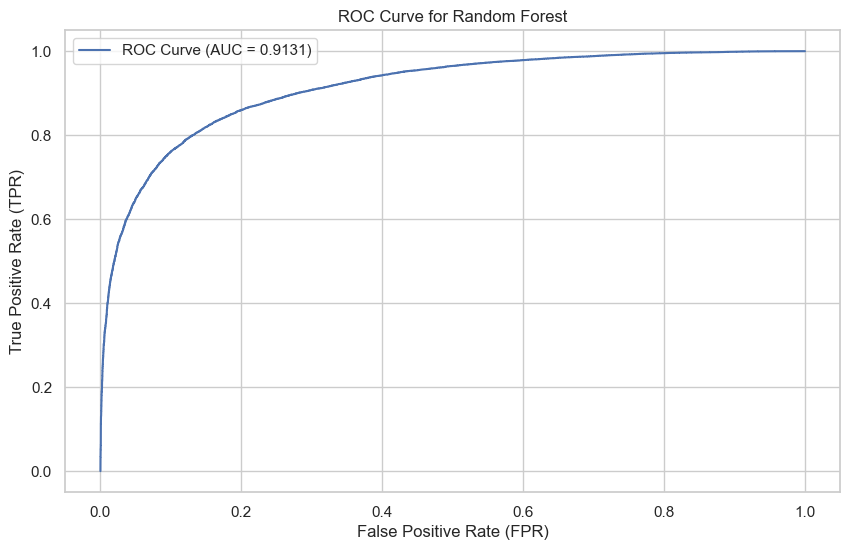 ROC Curve for Random Forest
ROC Curve (AUC = 0.9131)
True Positive Rate (TPR)
1.0
0.8
0.6
0.4
0.2
0.0
0.0 0.2 0.4 0.6 0.8 1.0
False Positive Rate (FPR)